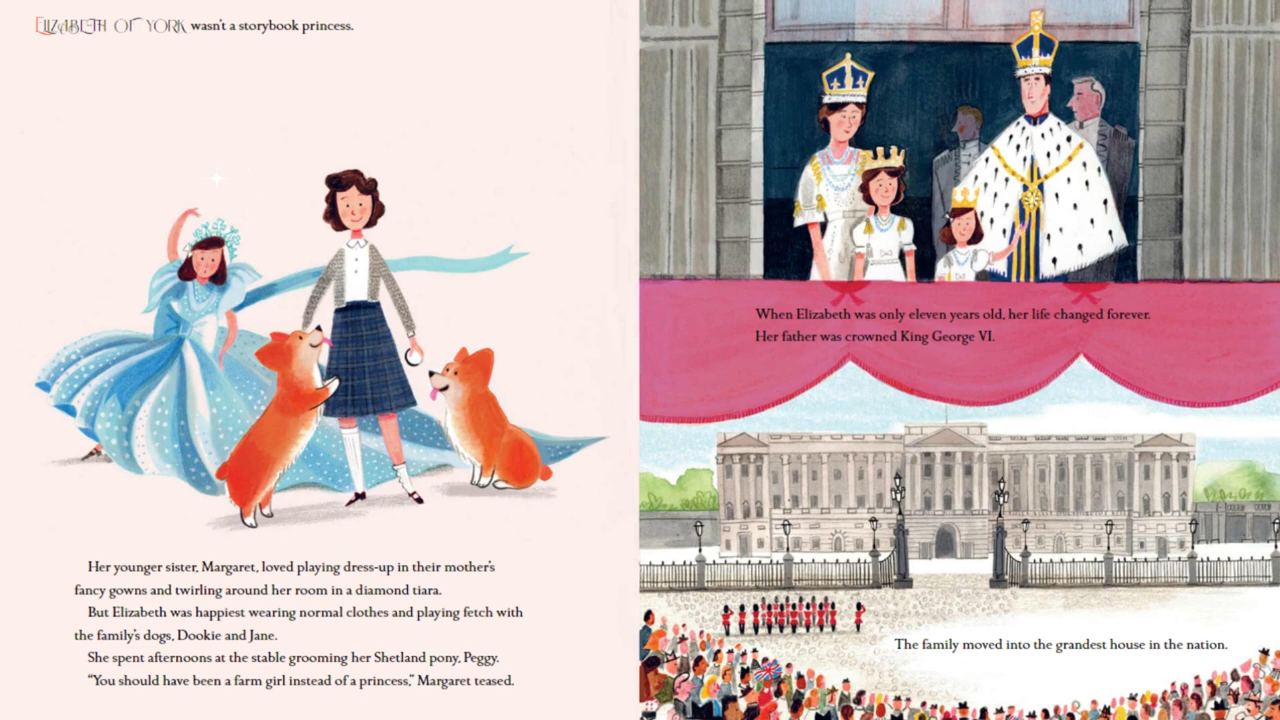 ELIZABETH OF YORK wasn't a storybook princess.
Her younger sister, Margaret, loved playing dress-up in their mother's
fancy gowns and twirling around her room in a diamond tiara.
But Elizabeth was happiest wearing normal clothes and playing fetch with
the family's dogs, Dookie and Jane.
She spent afternoons at the stable grooming her Shetland pony, Peggy.
“You should have been a farm girl instead of a princess,” Margaret teased.
When Elizabeth was only eleven years old, her life changed forever.
Her father was crowned King George VI.
The family moved into the grandest house in the nation.